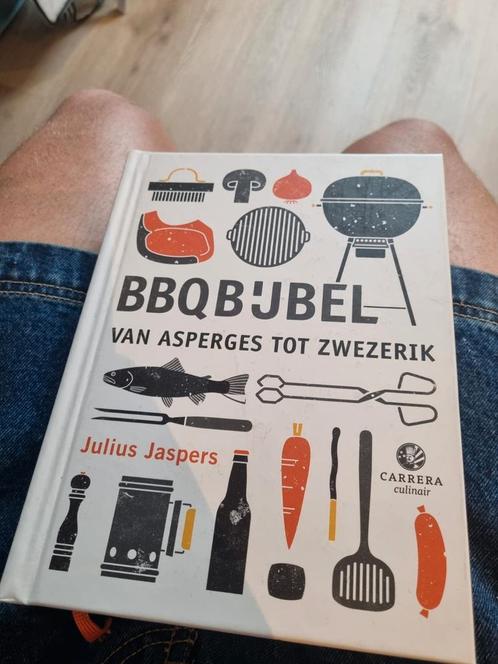 BBQBIJBEL
VAN ASPERGES TOT ZWEZERIK
Julius Jaspers
CARRERA
culinair